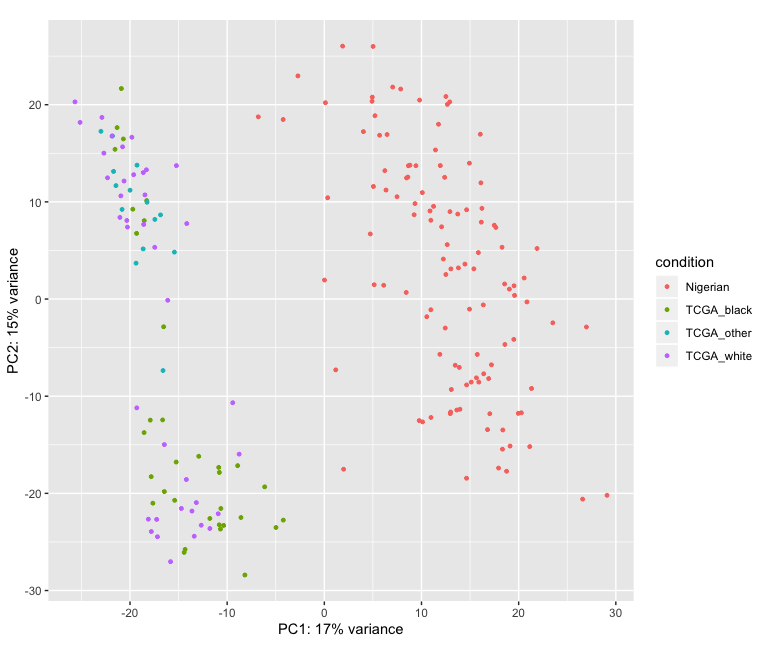 20
10
0
-10
-20
-30
PC2: 15% variance
-20
-10
0
10
20
30
PC1: 17% variance
condition
Nigerian
TCGA_black
TCGA_other
TCGA_white